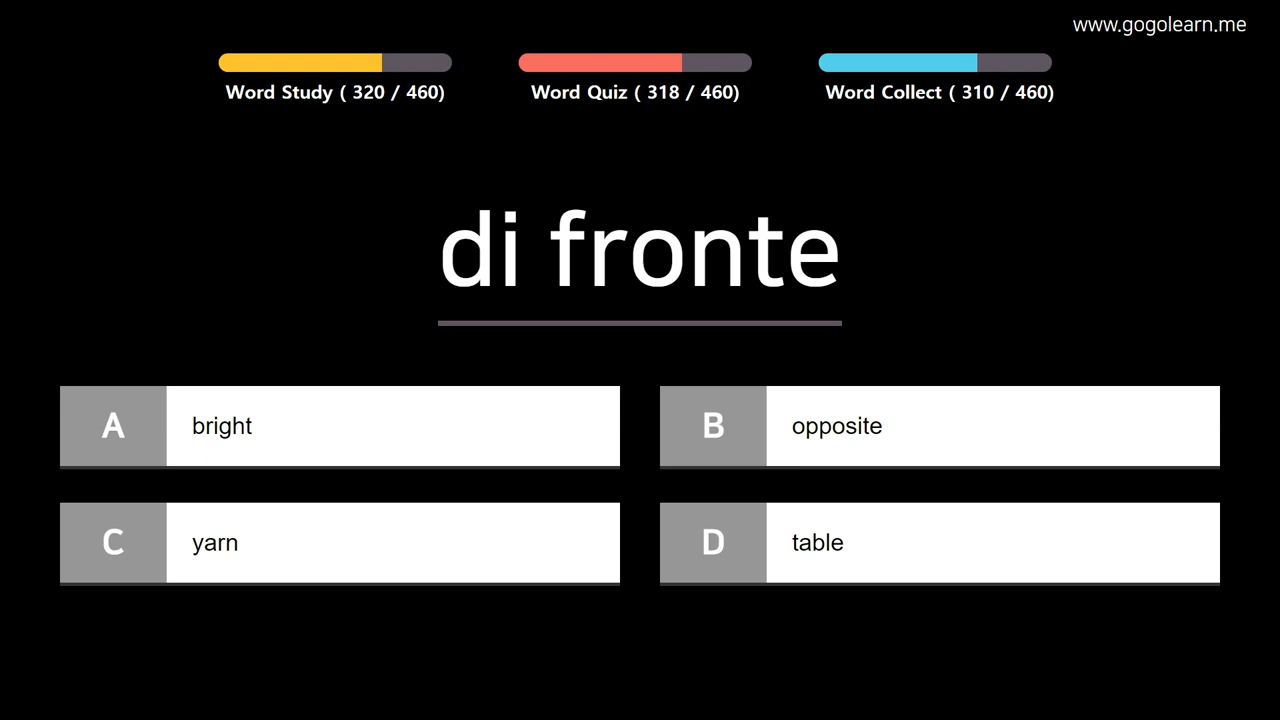 www.gogolearn.me
Word Study ( 320 / 460)
Word Quiz ( 318 / 460)
Word Collect ( 310 / 460)
di fronte
A bright
B opposite
C yarn
D table